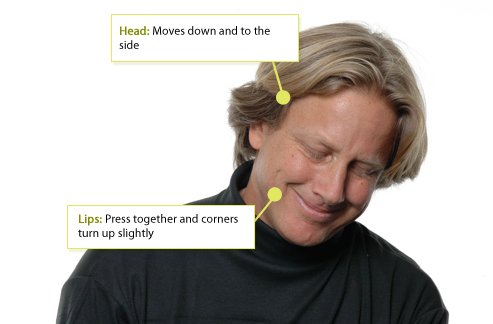 Head: Moves down and to the
side
Lips: Press together and corners
turn up slightly